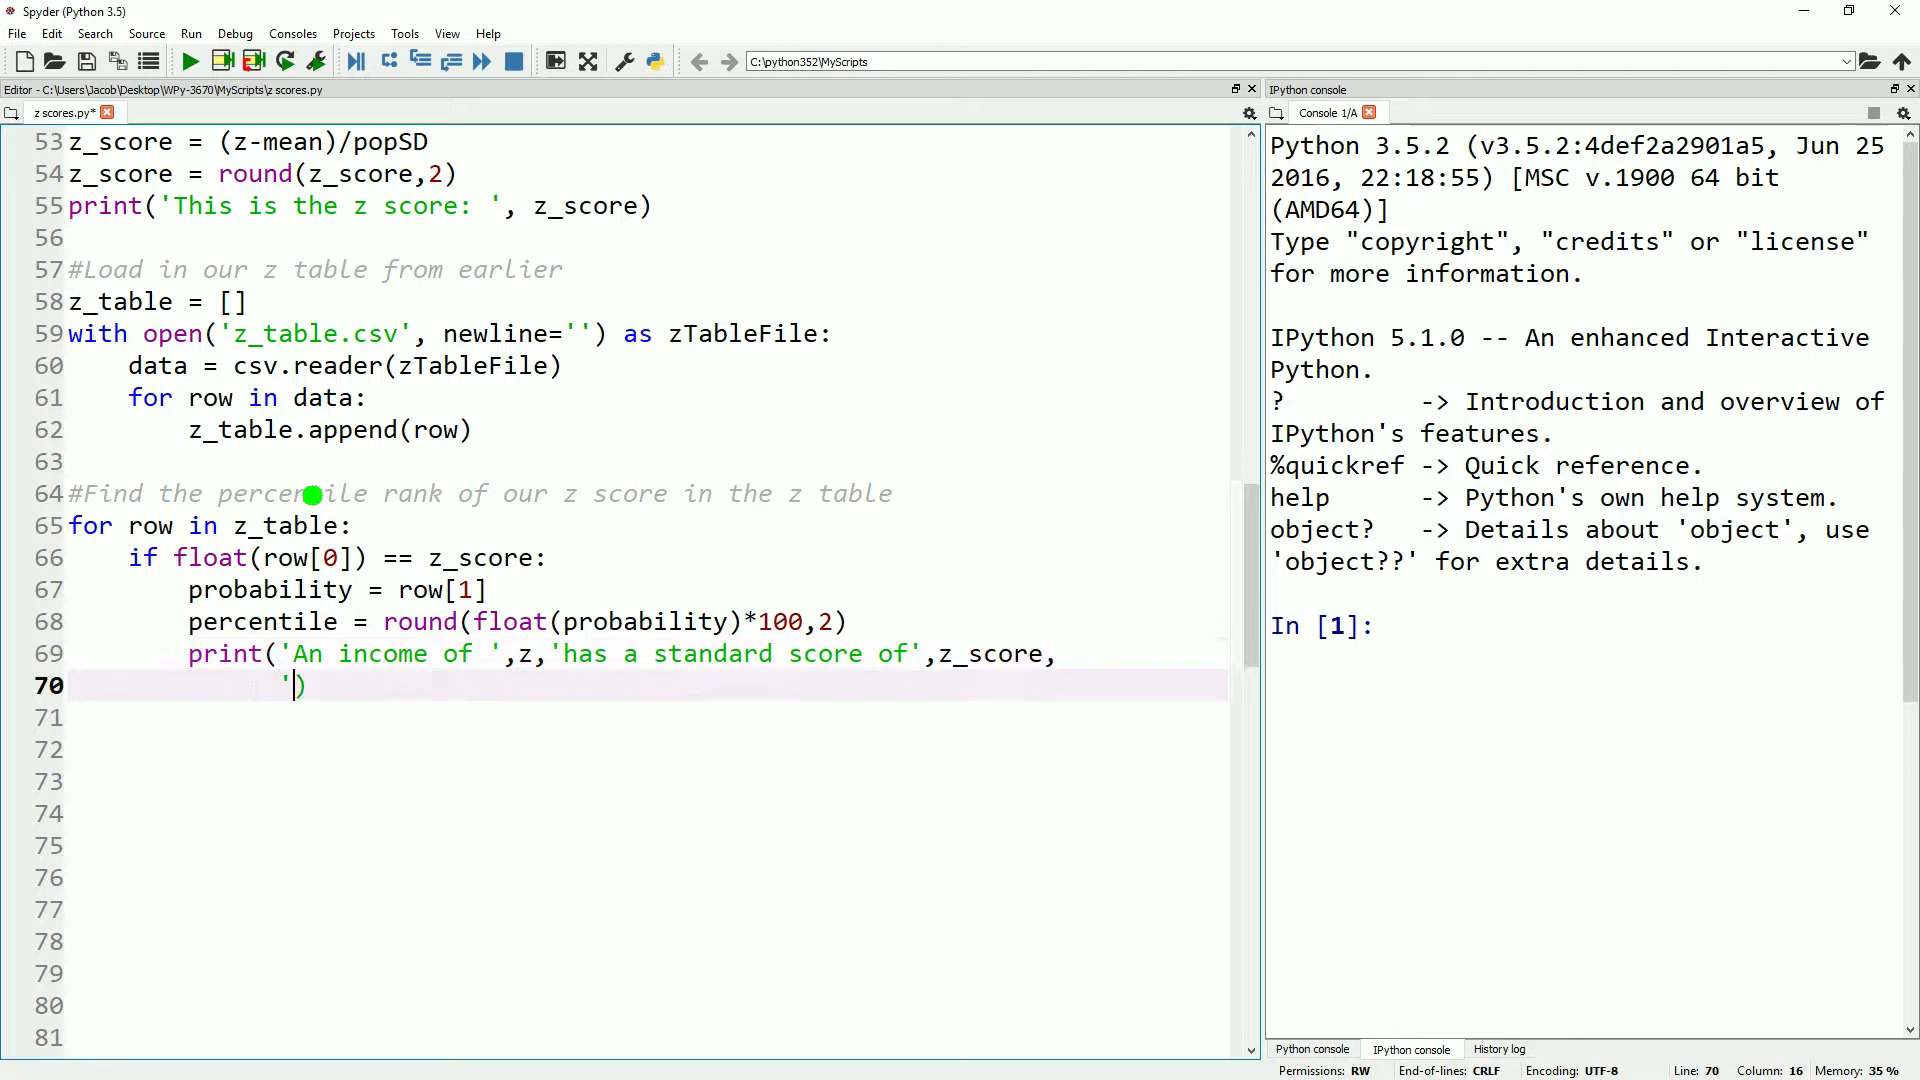 Spyder (Python 3.5)
File Edit Search Source Run Debug Consoles Projects Tools View Help
C:\python352\MyScripts
Editor - C:\Users\Jacob\Desktop\WPy-3670\MyScripts\z scores.py
z scores.py*
53 z_score = (z-mean)/popSD
54 z_score = round(z_score,2)
55 print('This is the z score: ', z_score)
56
57 #Load in our z table from earlier
58 z_table = []
59 with open('z_table.csv', newline='') as zTableFile:
60     data = csv.reader(zTableFile)
61     for row in data:
62         z_table.append(row)
63
64 #Find the percentile rank of our z score in the z table
65 for row in z_table:
66     if float(row[0]) == z_score:
67         probability = row[1]
68         percentile = round(float(probability)*100,2)
69         print('An income of ',z,'has a standard score of',z_score,
70               ')
71
72
73
74
75
76
77
78
79
80
81
IPython console
Console 1/A
Python 3.5.2 (v3.5.2:4def2a2901a5, Jun 25
2016, 22:18:55) [MSC v.1900 64 bit
(AMD64)]
Type "copyright", "credits" or "license"
for more information.
IPython 5.1.0 -- An enhanced Interactive
Python.
?         -> Introduction and overview of
IPython's features.
%quickref -> Quick reference.
help      -> Python's own help system.
object?   -> Details about 'object', use
'object??' for extra details.
In [1]:
Python console IPython console History log
Permissions: RW End-of-lines: CRLF Encoding: UTF-8 Line: 70 Column: 16 Memory: 35 %